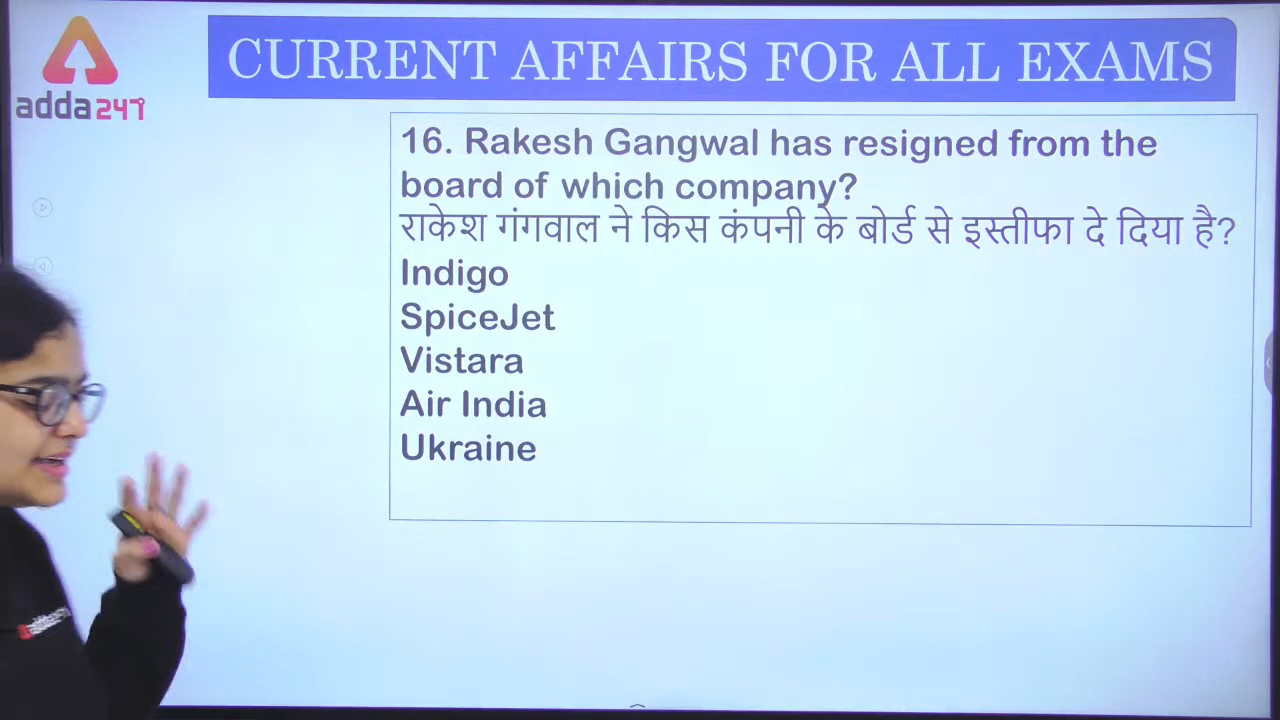 CURRENT AFFAIRS FOR ALL EXAMS
adda247
16. Rakesh Gangwal has resigned from the
board of which company?
राकेश गंगवाल ने किस कंपनी के बोर्ड से इस्तीफा दे दिया है?
Indigo
SpiceJet
Vistara
Air India
Ukraine